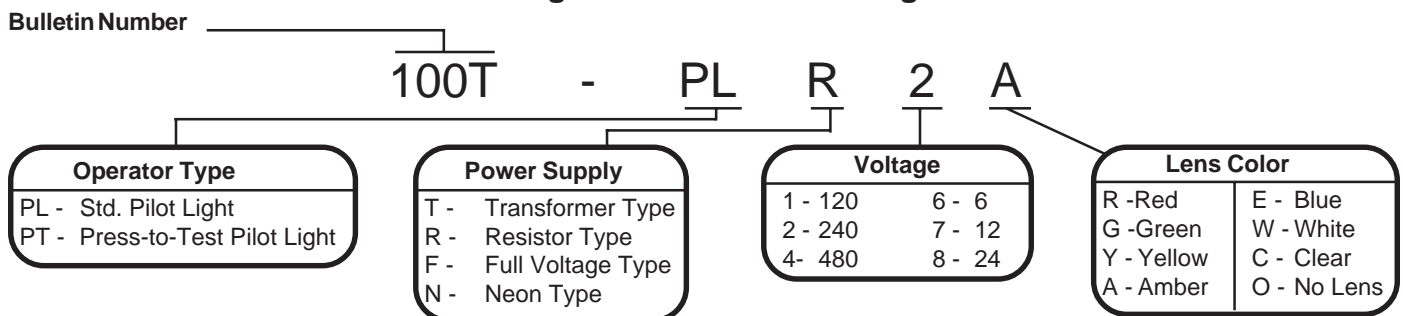 Bulletin Number
100T - PL R 2 A
Operator Type
PL - Std. Pilot Light
PT - Press-to-Test Pilot Light
Power Supply
T - Transformer Type
R - Resistor Type
F - Full Voltage Type
N - Neon Type
Voltage
1 - 120 6 - 6
2 - 240 7 - 12
4- 480 8 - 24
Lens Color
R -Red E - Blue
G -Green W - White
Y - Yellow C - Clear
A - Amber O - No Lens